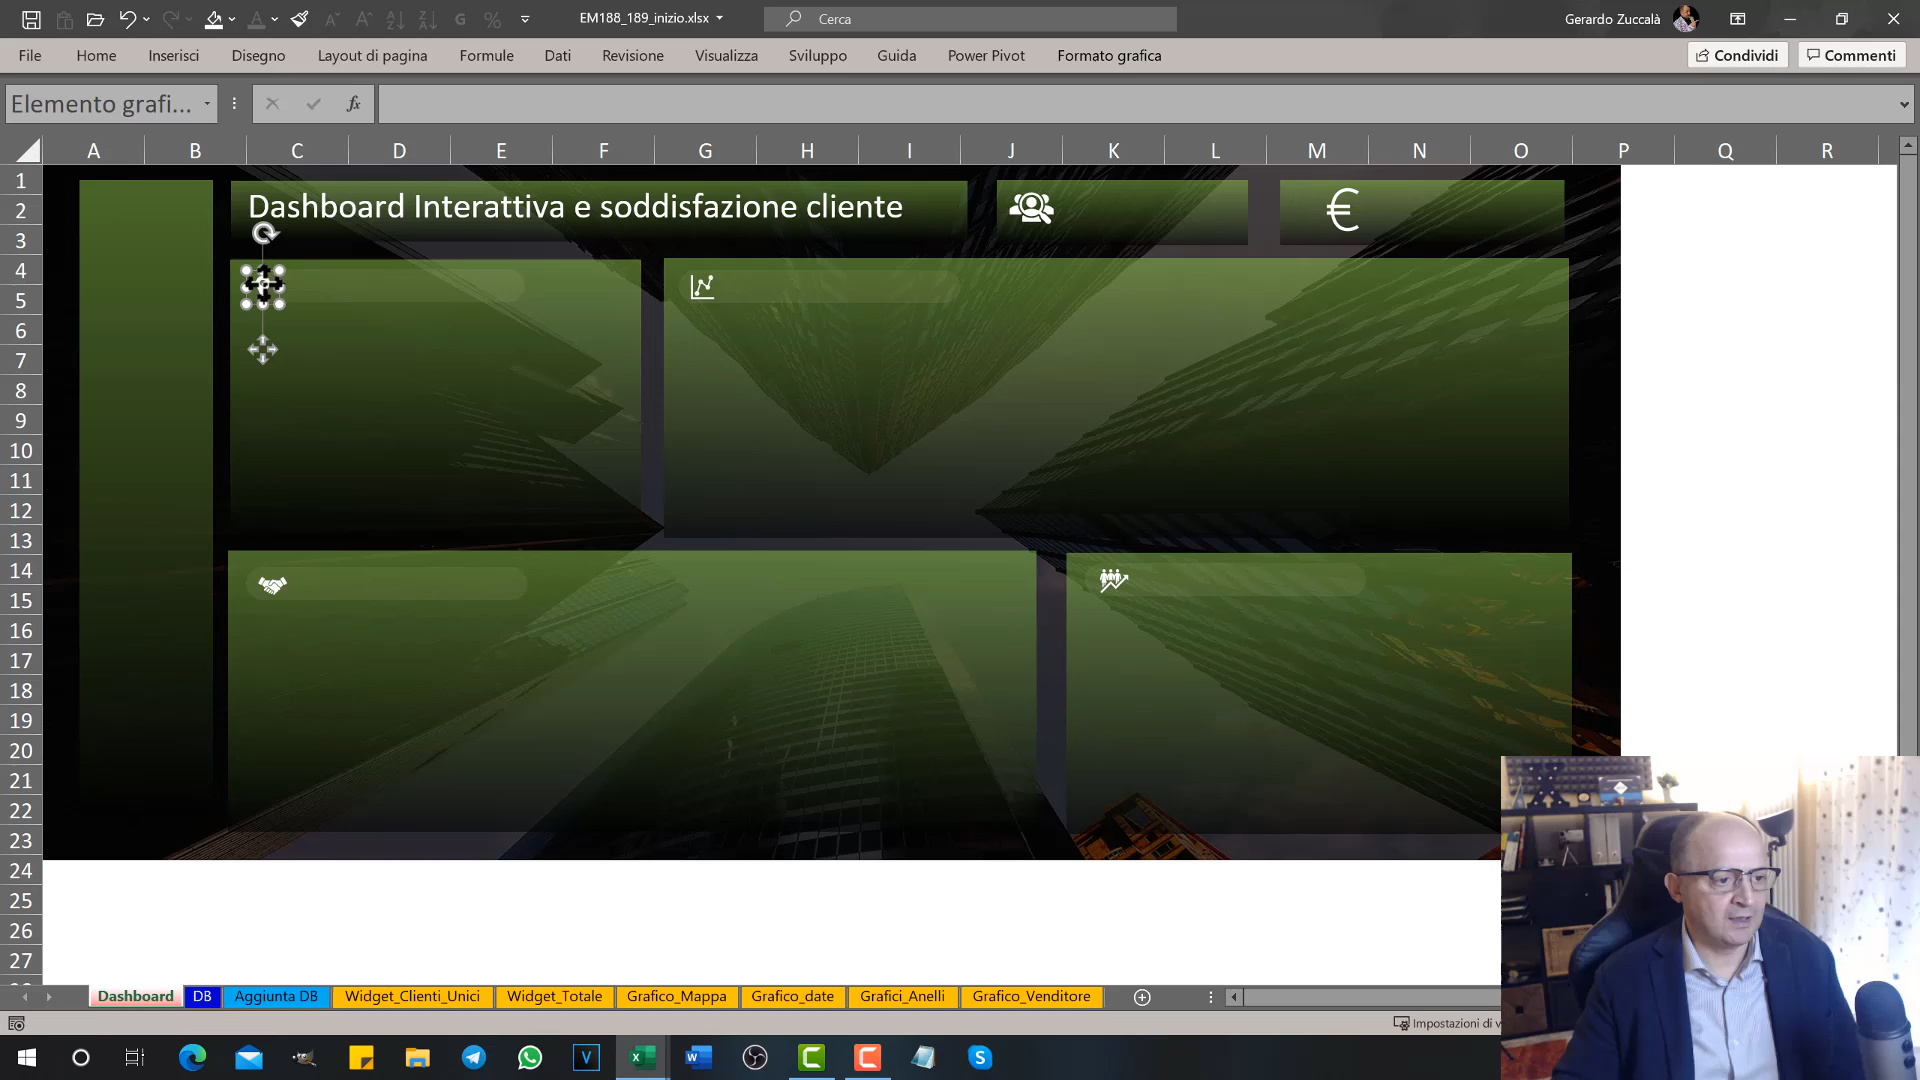 EM188_189_inizio.xlsx
Cerca
Gerardo Zuccalà
File Home Inserisci Disegno Layout di pagina Formule Dati Revisione Visualizza Sviluppo Guida Power Pivot Formato grafica
Condividi Commenti
Elemento grafi...
fx
A B C D E F G H I J K L M N O P Q R
1
2
3
4
5
6
7
8
9
10
11
12
13
14
15
16
17
18
19
20
21
22
23
24
25
26
27
Dashboard Interattiva e soddisfazione cliente
€
Dashboard DB Aggiunta DB Widget_Clienti_Unici Widget_Totale Grafico_Mappa Grafico_date Grafici_Anelli Grafico_Venditore
Impostazioni di v